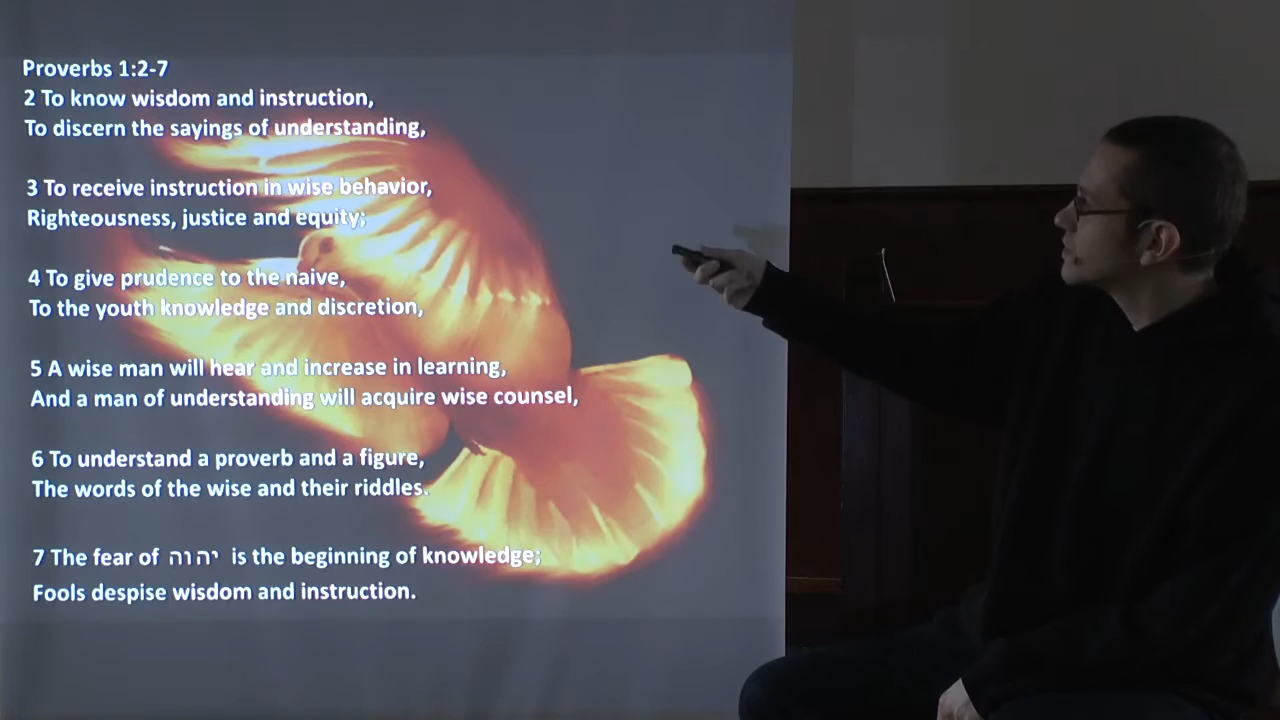 Proverbs 1:2-7
2 To know wisdom and instruction,
To discern the sayings of understanding,
3 To receive instruction in wise behavior,
Righteousness, justice and equity;
4 To give prudence to the naive,
To the youth knowledge and discretion,
5 A wise man will hear and increase in learning,
And a man of understanding will acquire wise counsel,
6 To understand a proverb and a figure,
The words of the wise and their riddles.
7 The fear of יהוה is the beginning of knowledge;
Fools despise wisdom and instruction.